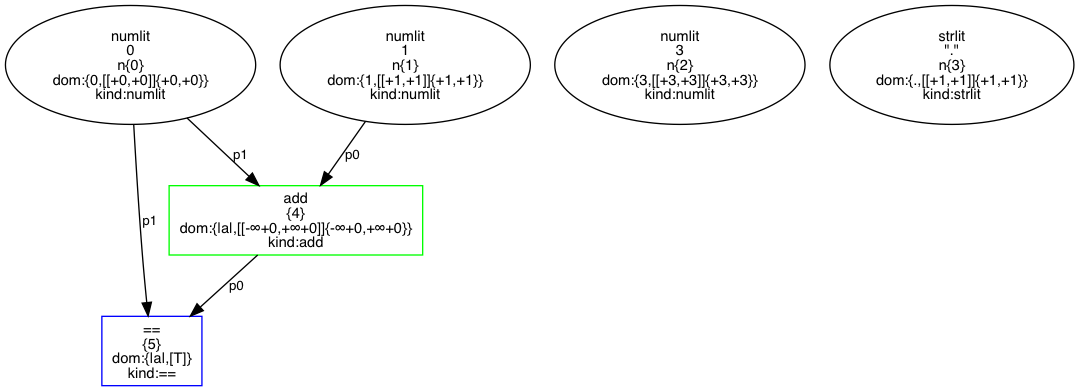 numlit
0
n{0}
dom:{0,[[+0,+0]]{+0,+0}}
kind:numlit
numlit
1
n{1}
dom:{1,[[+1,+1]]{+1,+1}}
kind:numlit
numlit
3
n{2}
dom:{3,[[+3,+3]]{+3,+3}}
kind:numlit
strlit
"."
n{3}
dom:{.,[[+1,+1]]{+1,+1}}
kind:strlit
p1
p0
add
{4}
dom:{lal,[[-∞+0,+∞+0]]{-∞+0,+∞+0}}
kind:add
p1
p0
==
{5}
dom:{lal,[T]}
kind:==